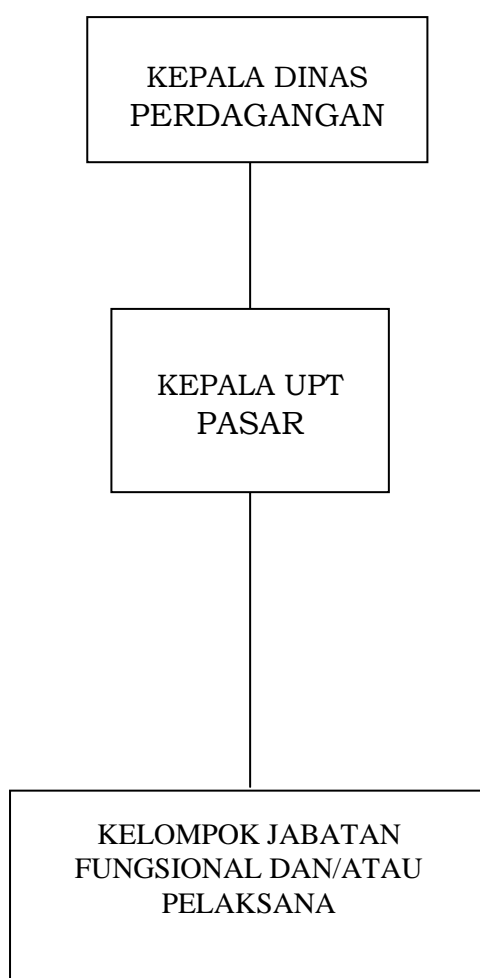 KEPALA DINAS
PERDAGANGAN
KEPALA UPT
PASAR
KELOMPOK JABATAN
FUNGSIONAL DAN/ATAU
PELAKSANA